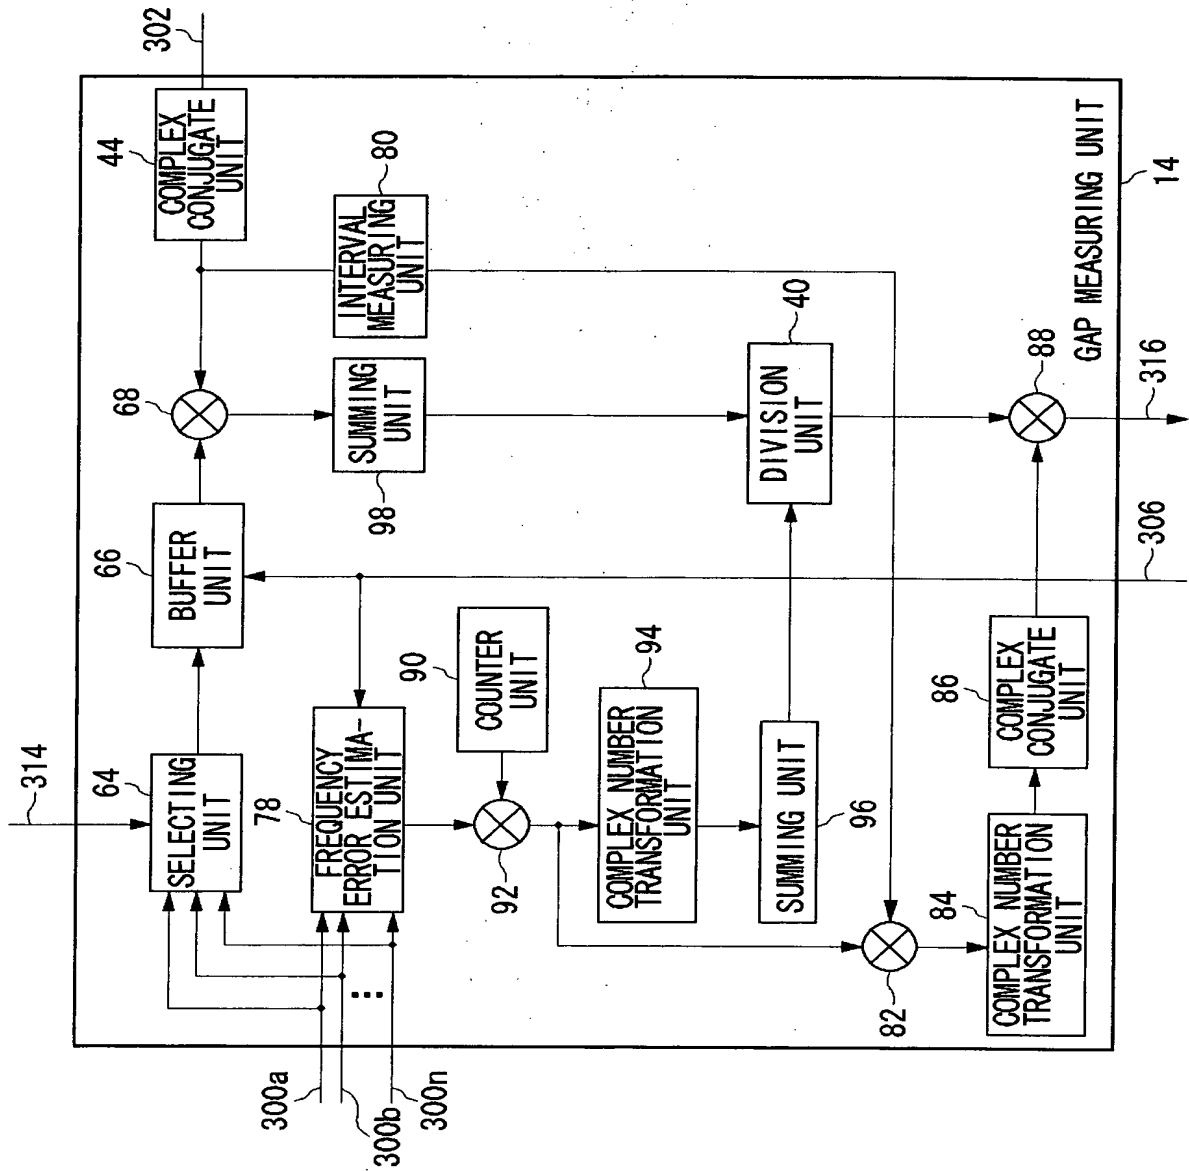 302
44
COMPLEX
CONJUGATE
UNIT
80
INTERVAL
MEASURING
UNIT
68
SUMMING
UNIT
98
66
BUFFER
UNIT
314
64
SELECTING
UNIT
78
FREQUENCY
ERROR ESTIMA-
TION UNIT
90
COUNTER
UNIT
92
94
COMPLEX NUMBER
TRANSFORMATION
UNIT
SUMMING UNIT
96
40
DIVISION
UNIT
82
84
COMPLEX NUMBER
TRANSFORMATION
UNIT
86
COMPLEX
CONJUGATE
UNIT
88
GAP MEASURING UNIT
14
316
306
300a
300b
300n